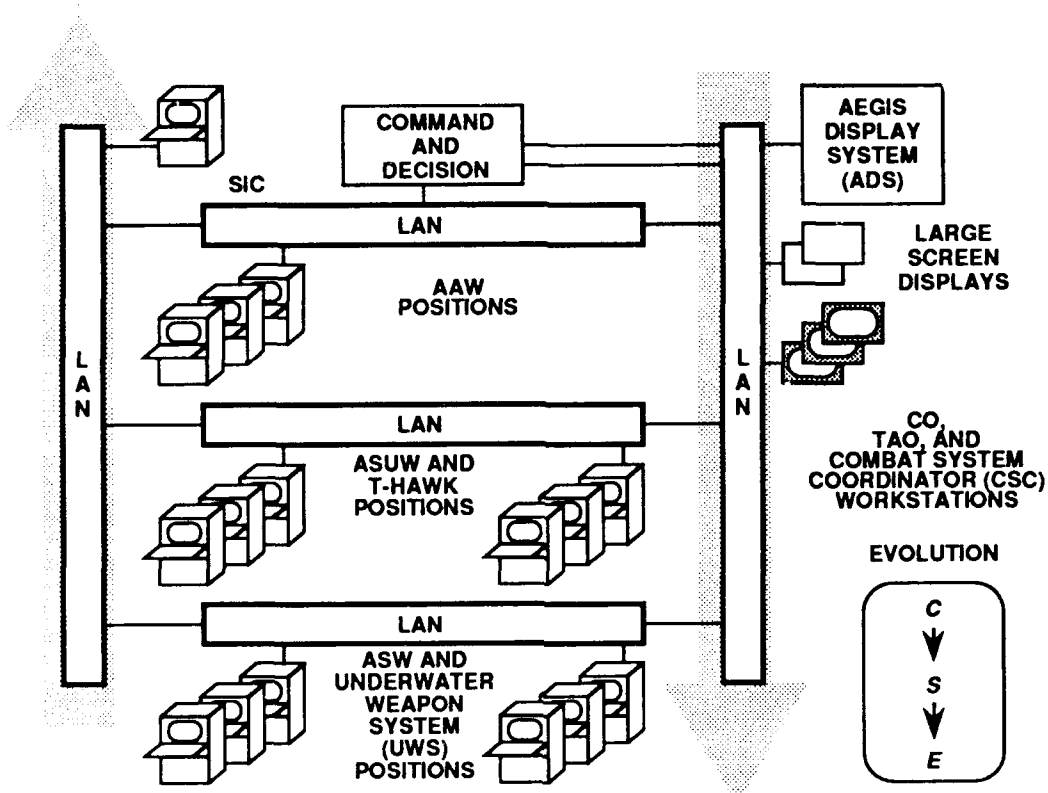 COMMAND
AND
DECISION
AEGIS
DISPLAY
SYSTEM
(ADS)
SIC
LAN
LARGE
SCREEN
DISPLAYS
AAW
POSITIONS
L
A
N
L
A
N
LAN
CO,
TAO, AND
COMBAT SYSTEM
COORDINATOR (CSC)
WORKSTATIONS
ASUW AND
T-HAWK
POSITIONS
EVOLUTION
C
S
E
LAN
ASW AND
UNDERWATER
WEAPON
SYSTEM
(UWS)
POSITIONS